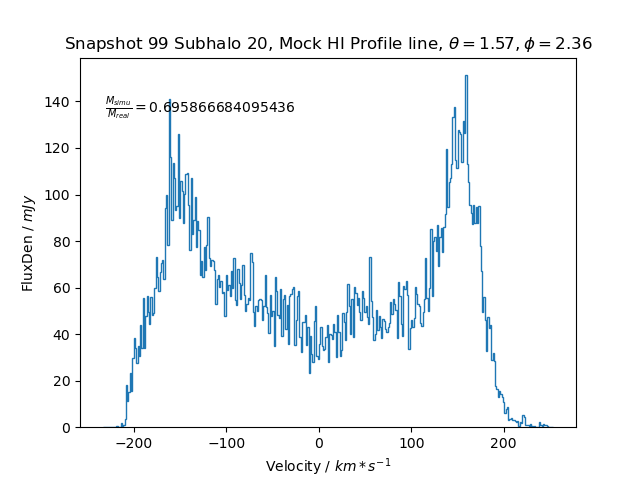 Snapshot 99 Subhalo 20, Mock HI Profile line, θ = 1.57, ϕ = 2.36
M_simu/M_real = 0.695866684095436
FluxDen / mJy
140
120
100
80
60
40
20
0
−200 −100 0 100 200
Velocity / km * s⁻¹